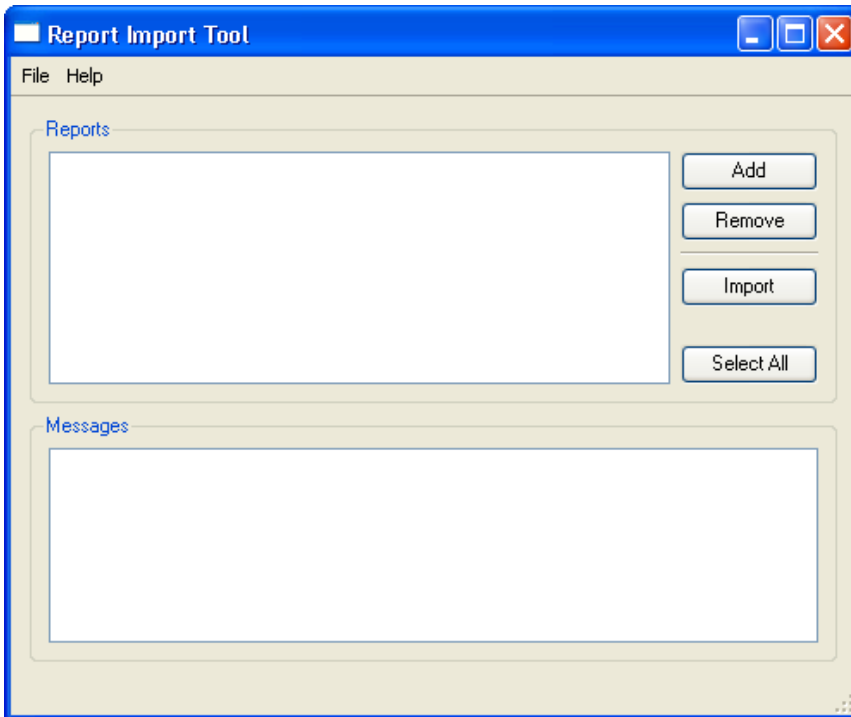 Report Import Tool
File Help
Reports
Add
Remove
Import
Select All
Messages